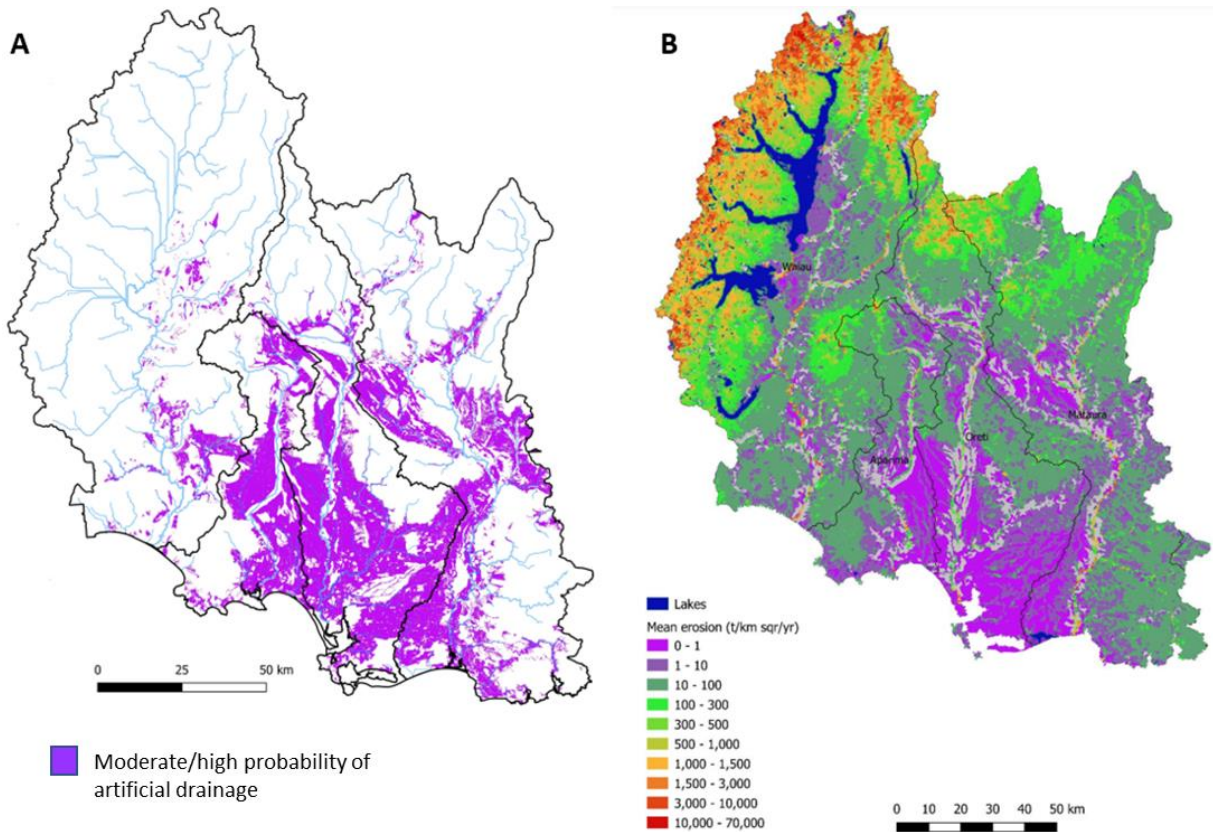 A
0 25 50 km
Moderate/high probability of
artificial drainage
B
Waiau
Mataura
Oreti
Aparima
Lakes
Mean erosion (t/km sqr/yr)
0 - 1
1 - 10
10 - 100
100 - 300
300 - 500
500 - 1,000
1,000 - 1,500
1,500 - 3,000
3,000 - 10,000
10,000 - 70,000
0 10 20 30 40 50 km